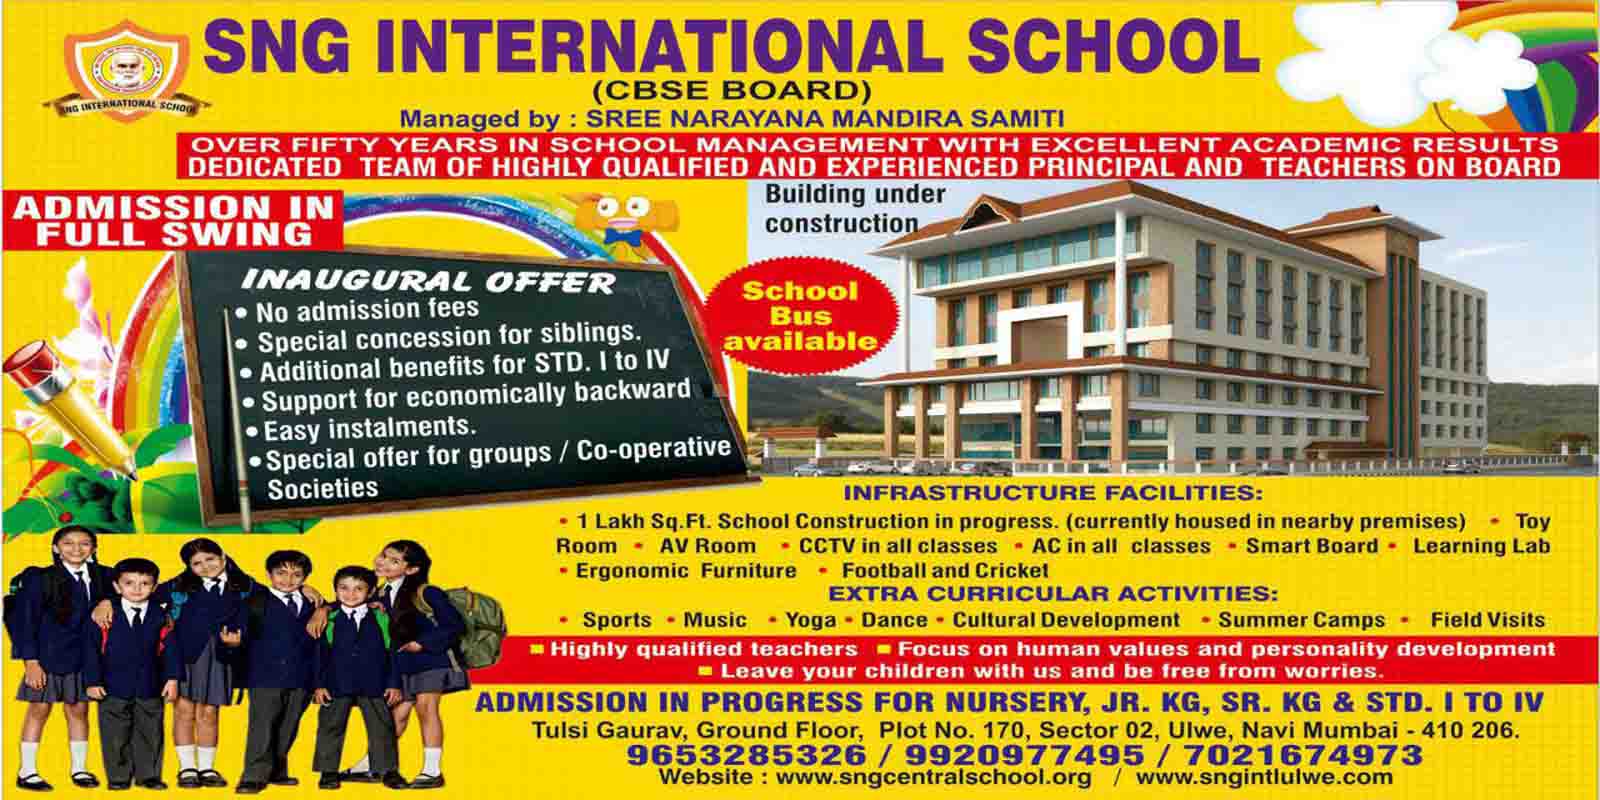 SNG INTERNATIONAL SCHOOL
SNG INTERNATIONAL SCHOOL
(CBSE BOARD)
Managed by : SREE NARAYANA MANDIRA SAMITI
OVER FIFTY YEARS IN SCHOOL MANAGEMENT WITH EXCELLENT ACADEMIC RESULTS
DEDICATED TEAM OF HIGHLY QUALIFIED AND EXPERIENCED PRINCIPAL AND TEACHERS ON BOARD
ADMISSION IN
FULL SWING
INAUGURAL OFFER
• No admission fees
• Special concession for siblings.
• Additional benefits for STD. I to IV
• Support for economically backward
• Easy instalments.
• Special offer for groups / Co-operative
Societies
Building under
construction
School
Bus
available
INFRASTRUCTURE FACILITIES:
• 1 Lakh Sq.Ft. School Construction in progress. (currently housed in nearby premises) • Toy
Room • AV Room • CCTV in all classes • AC in all classes • Smart Board • Learning Lab
• Ergonomic Furniture • Football and Cricket
EXTRA CURRICULAR ACTIVITIES:
• Sports • Music • Yoga • Dance • Cultural Development • Summer Camps • Field Visits
Highly qualified teachers Focus on human values and personality development
Leave your children with us and be free from worries.
ADMISSION IN PROGRESS FOR NURSERY, JR. KG, SR. KG & STD. I TO IV
Tulsi Gaurav, Ground Floor, Plot No. 170, Sector 02, Ulwe, Navi Mumbai - 410 206.
9653285326 / 9920977495 / 7021674973
Website : www.sngcentralschool.org / www.sngintlulwe.com